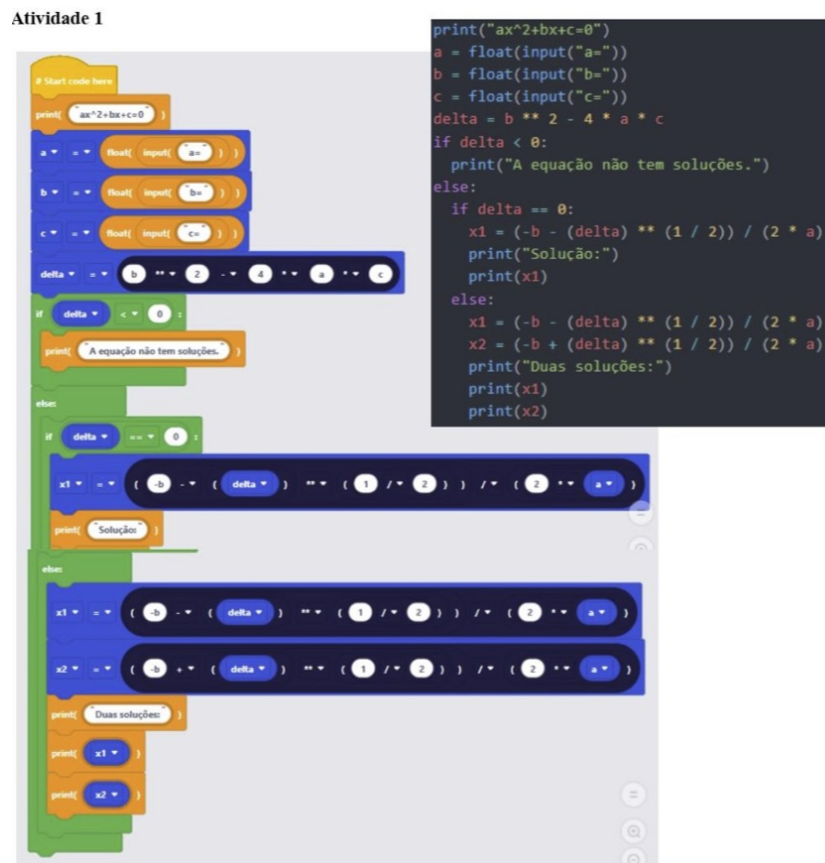 Atividade 1
# Start code here
print( "ax^2+bx+c=0" )
a = float( input( "a=" ) )
b = float( input( "b=" ) )
c = float( input( "c=" ) )
delta = b ** 2 - 4 * a * c
if delta < 0 :
print( "A equação não tem soluções." )
else:
if delta == 0 :
x1 = ( -b - ( delta ) ** ( 1 / 2 ) ) / ( 2 * a )
print( "Solução:" )
else:
x1 = ( -b - ( delta ) ** ( 1 / 2 ) ) / ( 2 * a )
x2 = ( -b + ( delta ) ** ( 1 / 2 ) ) / ( 2 * a )
print( "Duas soluções:" )
print( x1 )
print( x2 )
print("ax^2+bx+c=0")
a = float(input("a="))
b = float(input("b="))
c = float(input("c="))
delta = b ** 2 - 4 * a * c
if delta < 0:
print("A equação não tem soluções.")
else:
if delta == 0:
x1 = (-b - (delta) ** (1 / 2)) / (2 * a)
print("Solução:")
print(x1)
else:
x1 = (-b - (delta) ** (1 / 2)) / (2 * a)
x2 = (-b + (delta) ** (1 / 2)) / (2 * a)
print("Duas soluções:")
print(x1)
print(x2)